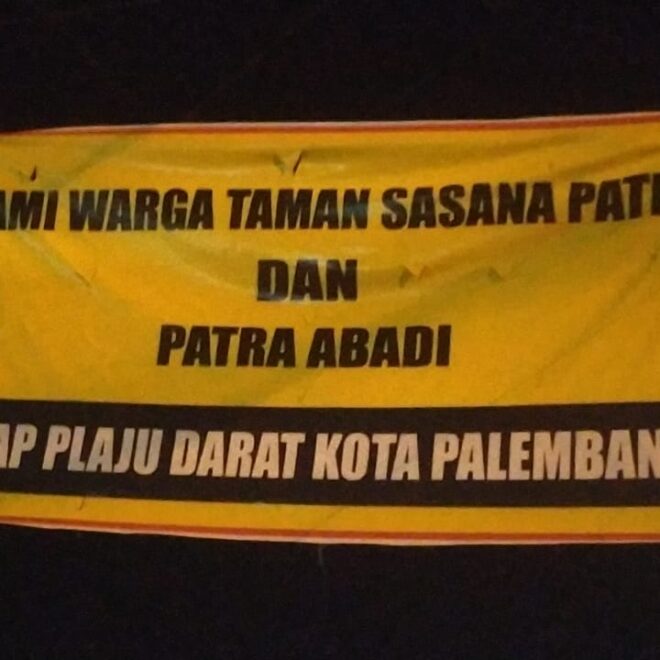 AMI WARGA TAMAN SASANA PAT
DAN
PATRA ABADI
AP PLAJU DARAT KOTA PALEMBAN